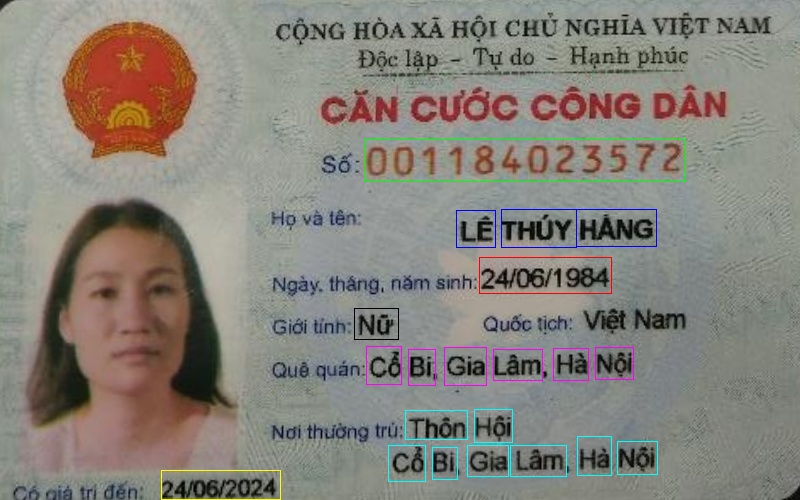 CỘNG HÒA XÃ HỘI CHỦ NGHĨA VIỆT NAM
Độc lập - Tự do - Hạnh phúc
CĂN CƯỚC CÔNG DÂN
Số: 001184023572
Họ và tên: LÊ THÚY HẰNG
Ngày, tháng, năm sinh: 24/06/1984
Giới tính: Nữ Quốc tịch: Việt Nam
Quê quán: Cổ Bi, Gia Lâm, Hà Nội
Nơi thường trú: Thôn Hội
Cổ Bi, Gia Lâm, Hà Nội
Có giá trị đến: 24/06/2024